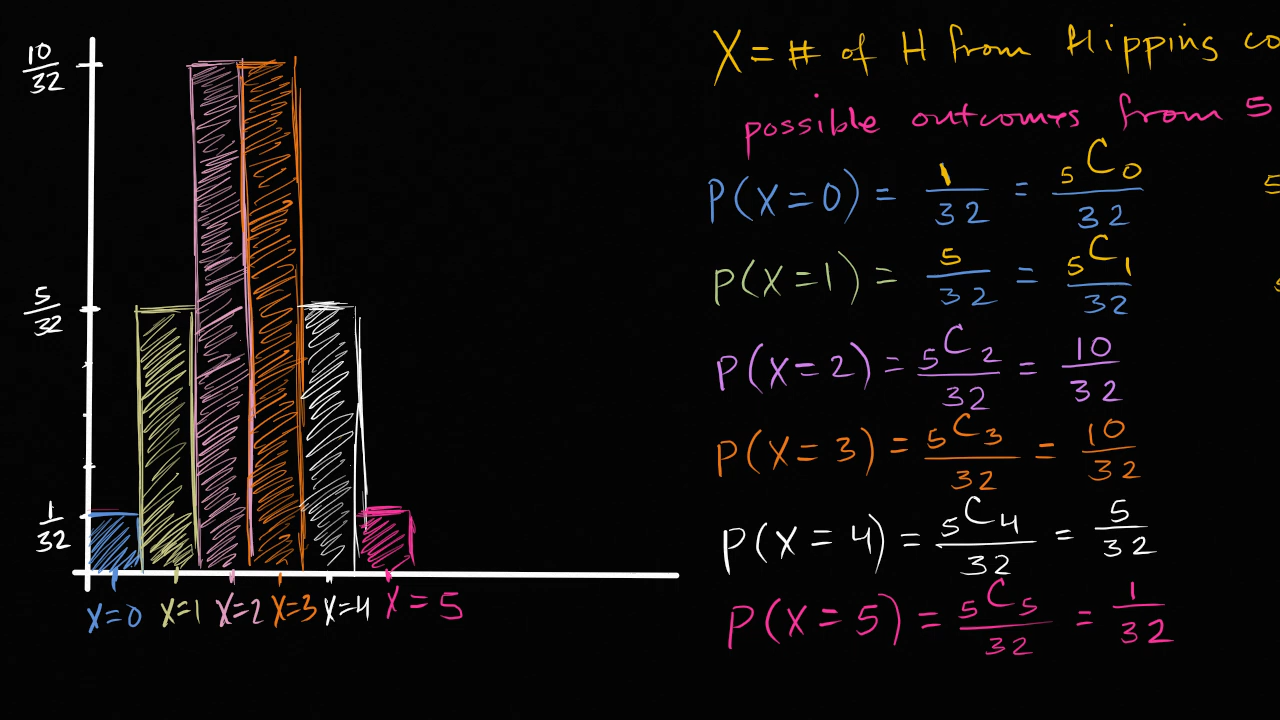 10/32
5/32
1/32
X=0 X=1 X=2 X=3 X=4 X=5
X = # of H from flipping co
possible outcomes from 5
P(X=0) = 1/32 = ₅C₀/32
P(X=1) = 5/32 = ₅C₁/32
P(X=2) = ₅C₂/32 = 10/32
P(X=3) = ₅C₃/32 = 10/32
P(X=4) = ₅C₄/32 = 5/32
P(X=5) = ₅C₅/32 = 1/32